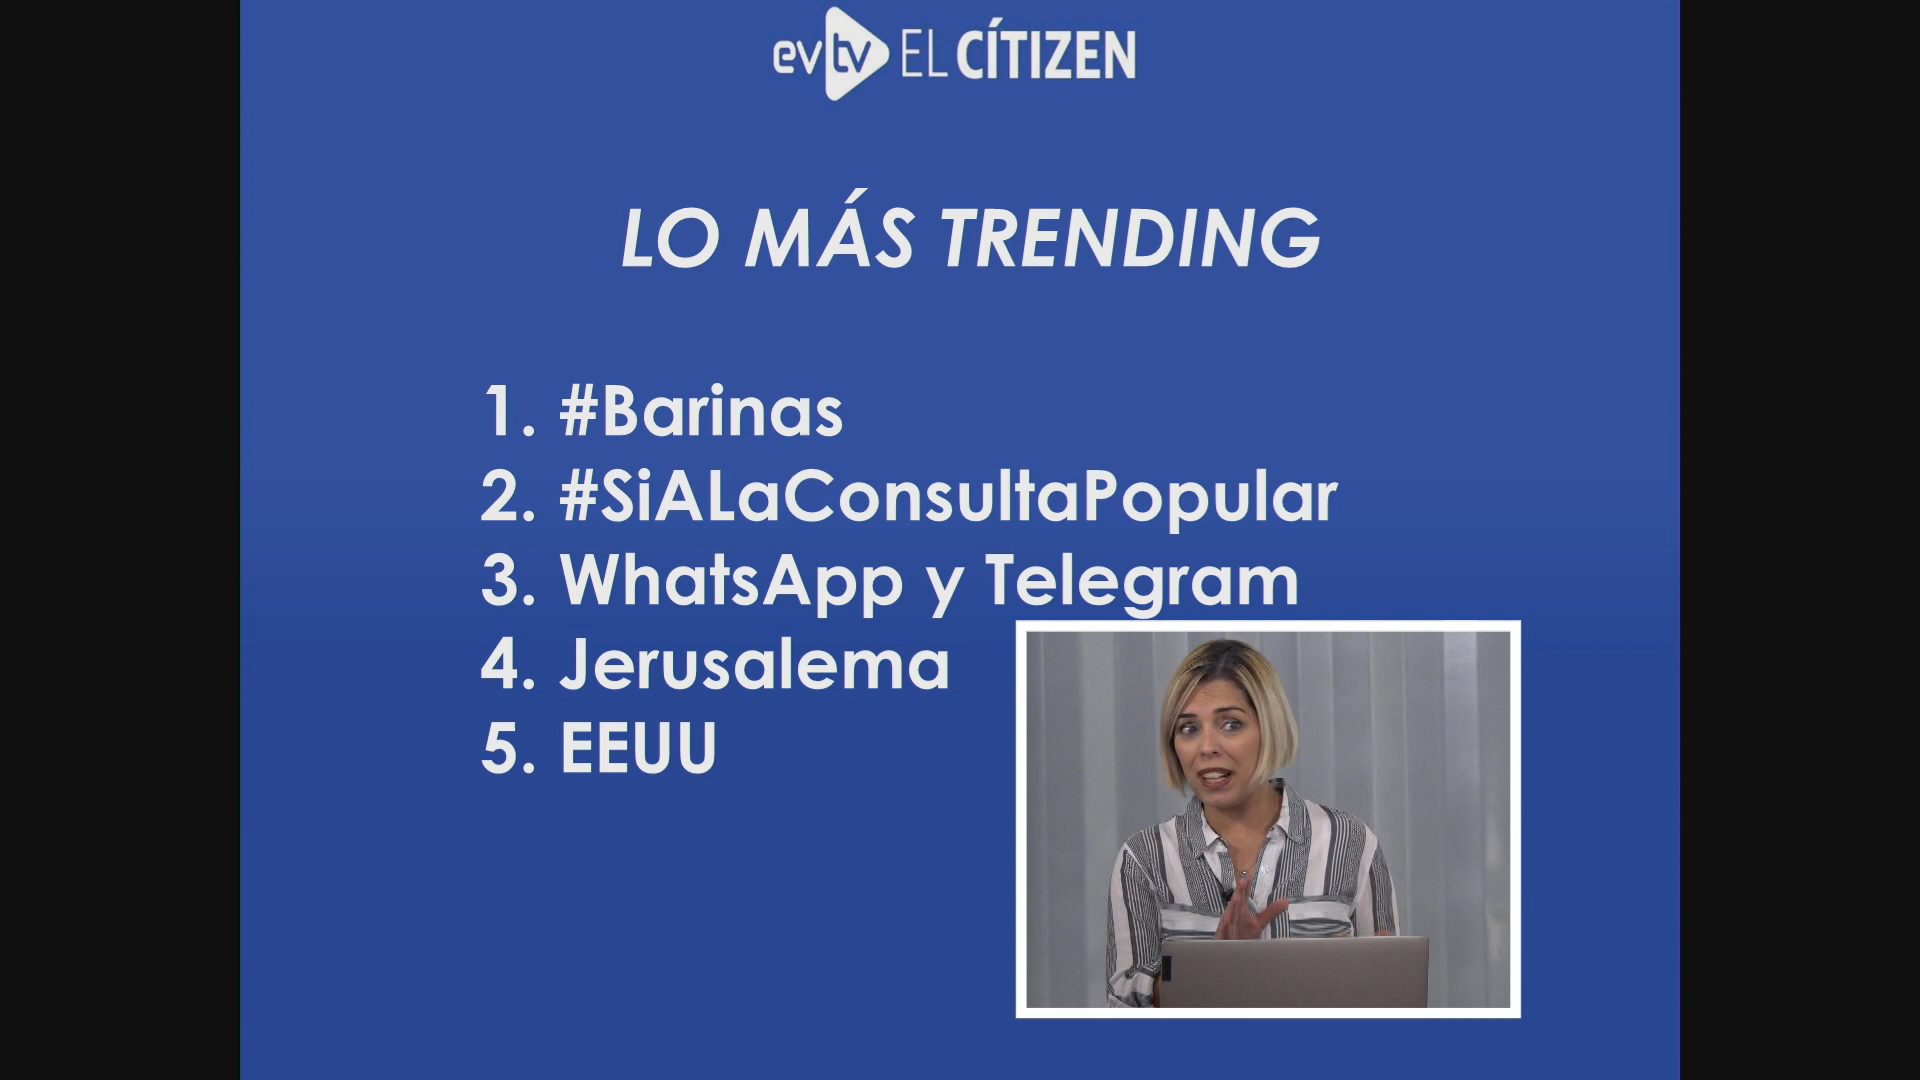 evtv EL CÍTIZEN
LO MÁS TRENDING
1. #Barinas
2. #SiALaConsultaPopular
3. WhatsApp y Telegram
4. Jerusalema
5. EEUU